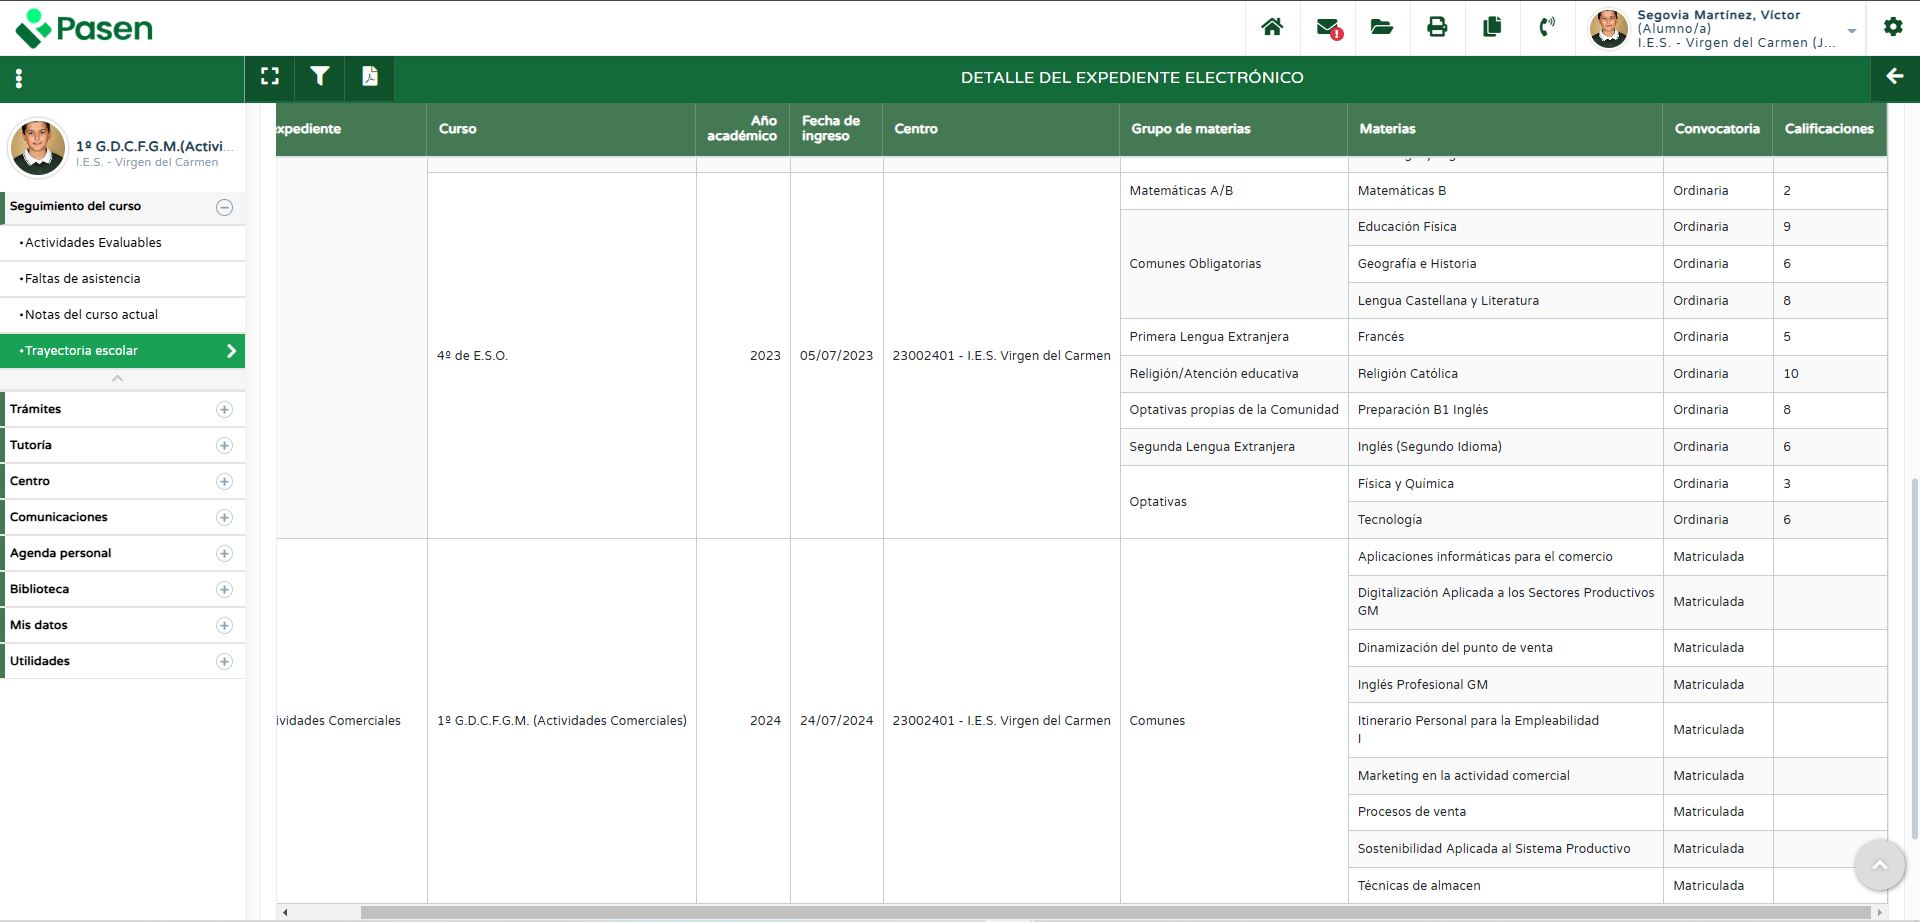 Pasen
Segovia Martínez, Víctor
(Alumno/a)
I.E.S. - Virgen del Carmen (J...
DETALLE DEL EXPEDIENTE ELECTRÓNICO
1º G.D.C.F.G.M.(Activi...
I.E.S. - Virgen del Carmen
Seguimiento del curso
•Actividades Evaluables
•Faltas de asistencia
•Notas del curso actual
•Trayectoria escolar
Trámites
Tutoría
Centro
Comunicaciones
Agenda personal
Biblioteca
Mis datos
Utilidades
xpediente Curso Año académico Fecha de ingreso Centro Grupo de materias Materias Convocatoria Calificaciones
4º de E.S.O. 2023 05/07/2023 23002401 - I.E.S. Virgen del Carmen
Matemáticas A/B Matemáticas B Ordinaria 2
Comunes Obligatorias
Educación Física Ordinaria 9
Geografía e Historia Ordinaria 6
Lengua Castellana y Literatura Ordinaria 8
Primera Lengua Extranjera Francés Ordinaria 5
Religión/Atención educativa Religión Católica Ordinaria 10
Optativas propias de la Comunidad Preparación B1 Inglés Ordinaria 8
Segunda Lengua Extranjera Inglés (Segundo Idioma) Ordinaria 6
Optativas
Física y Química Ordinaria 3
Tecnología Ordinaria 6
ividades Comerciales 1º G.D.C.F.G.M. (Actividades Comerciales) 2024 24/07/2024 23002401 - I.E.S. Virgen del Carmen Comunes
Aplicaciones informáticas para el comercio Matriculada
Digitalización Aplicada a los Sectores Productivos
GM Matriculada
Dinamización del punto de venta Matriculada
Inglés Profesional GM Matriculada
Itinerario Personal para la Empleabilidad
I Matriculada
Marketing en la actividad comercial Matriculada
Procesos de venta Matriculada
Sostenibilidad Aplicada al Sistema Productivo Matriculada
Técnicas de almacen Matriculada